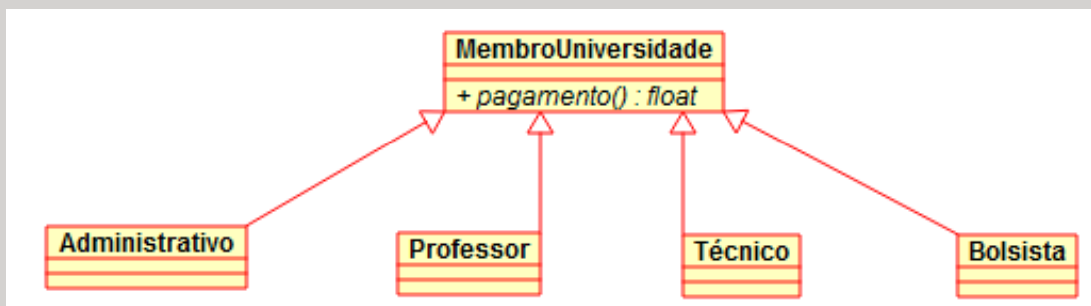 MembroUniversidade
+ pagamento() : float
Administrativo
Professor
Técnico
Bolsista